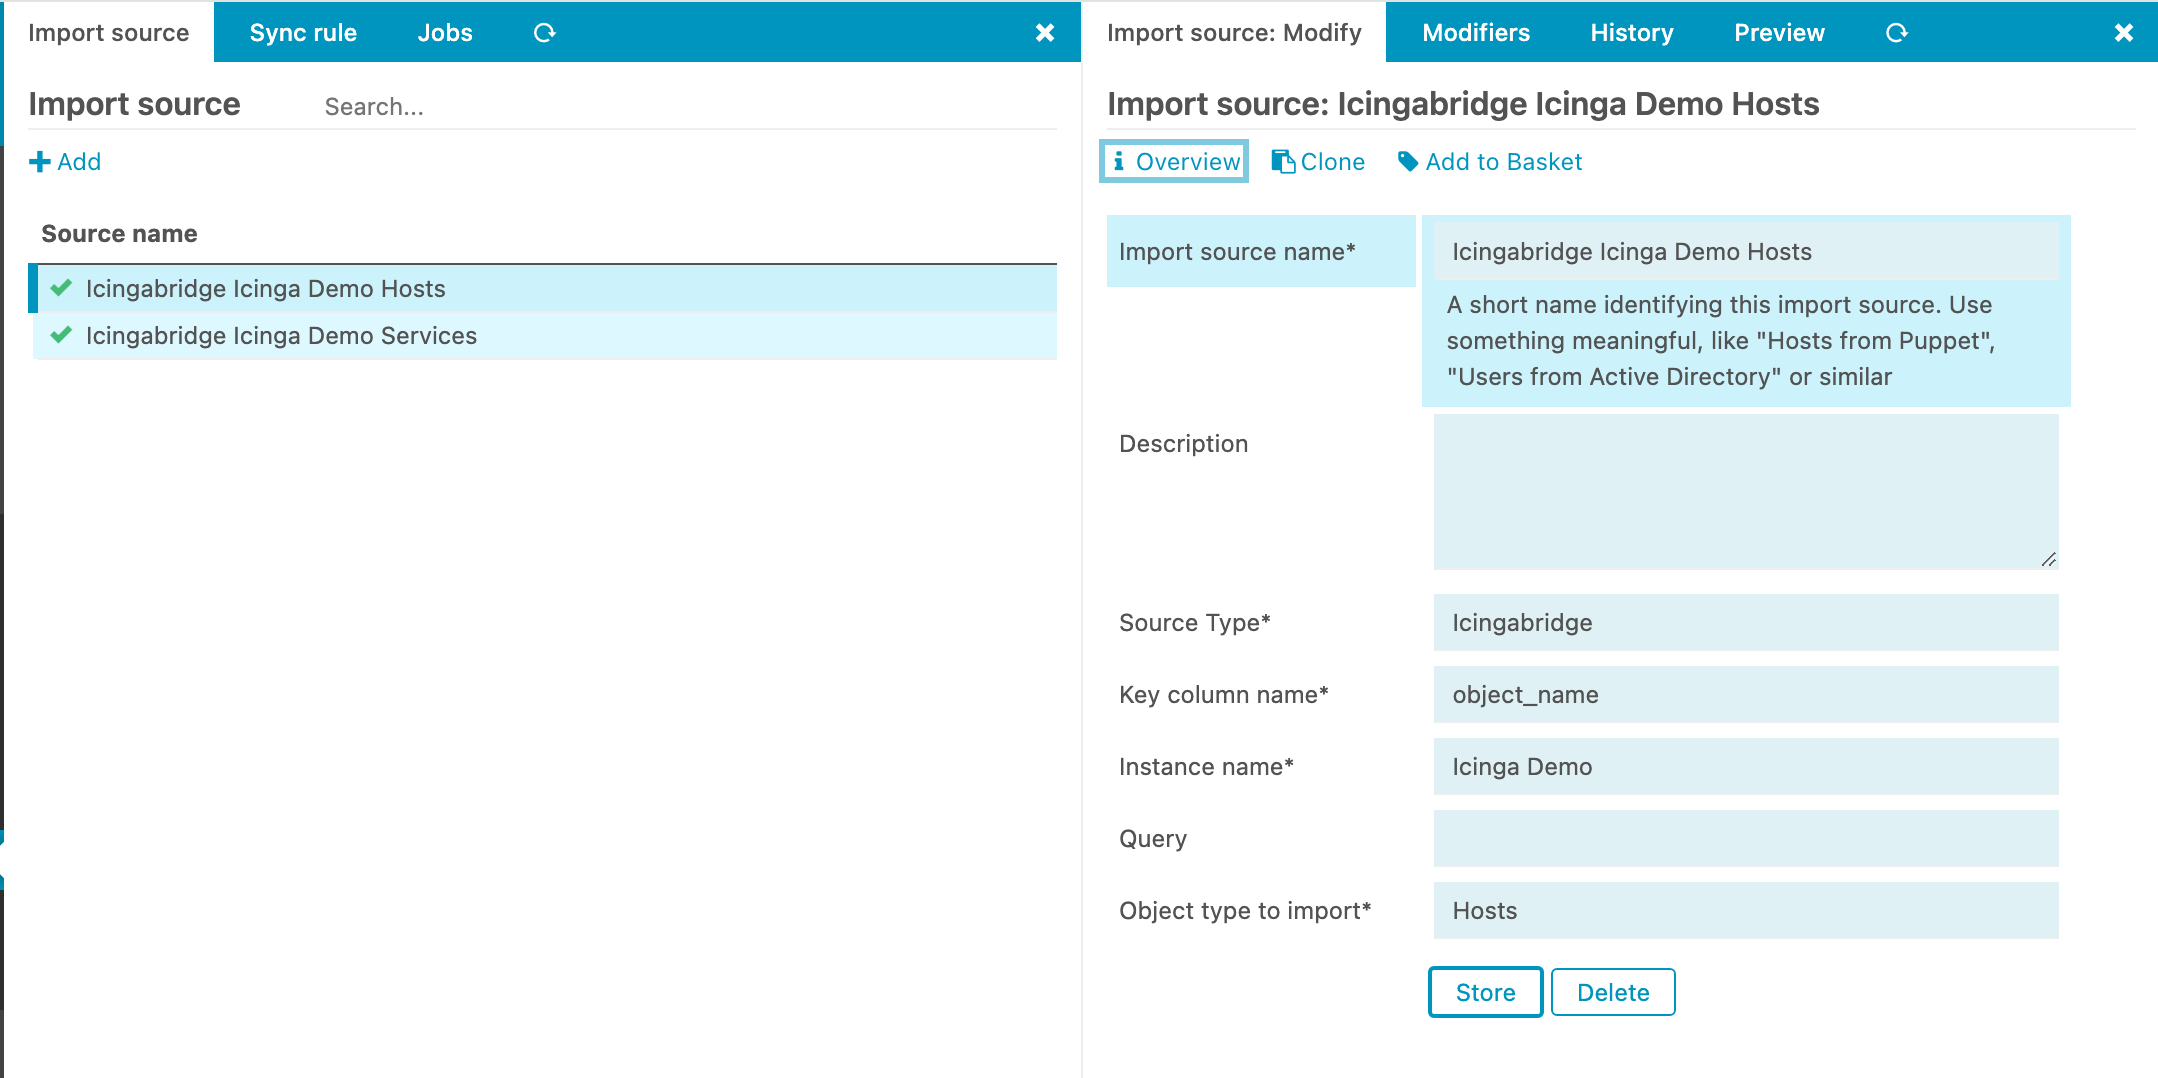 Import source
Sync rule
Jobs
Import source
Search...
Add
Source name
Icingabridge Icinga Demo Hosts
Icingabridge Icinga Demo Services
Import source: Modify
Modifiers
History
Preview
Import source: Icingabridge Icinga Demo Hosts
Overview
Clone
Add to Basket
Import source name*
Icingabridge Icinga Demo Hosts
A short name identifying this import source. Use
something meaningful, like "Hosts from Puppet",
"Users from Active Directory" or similar
Description
Source Type*
Icingabridge
Key column name*
object_name
Instance name*
Icinga Demo
Query
Object type to import*
Hosts
Store
Delete